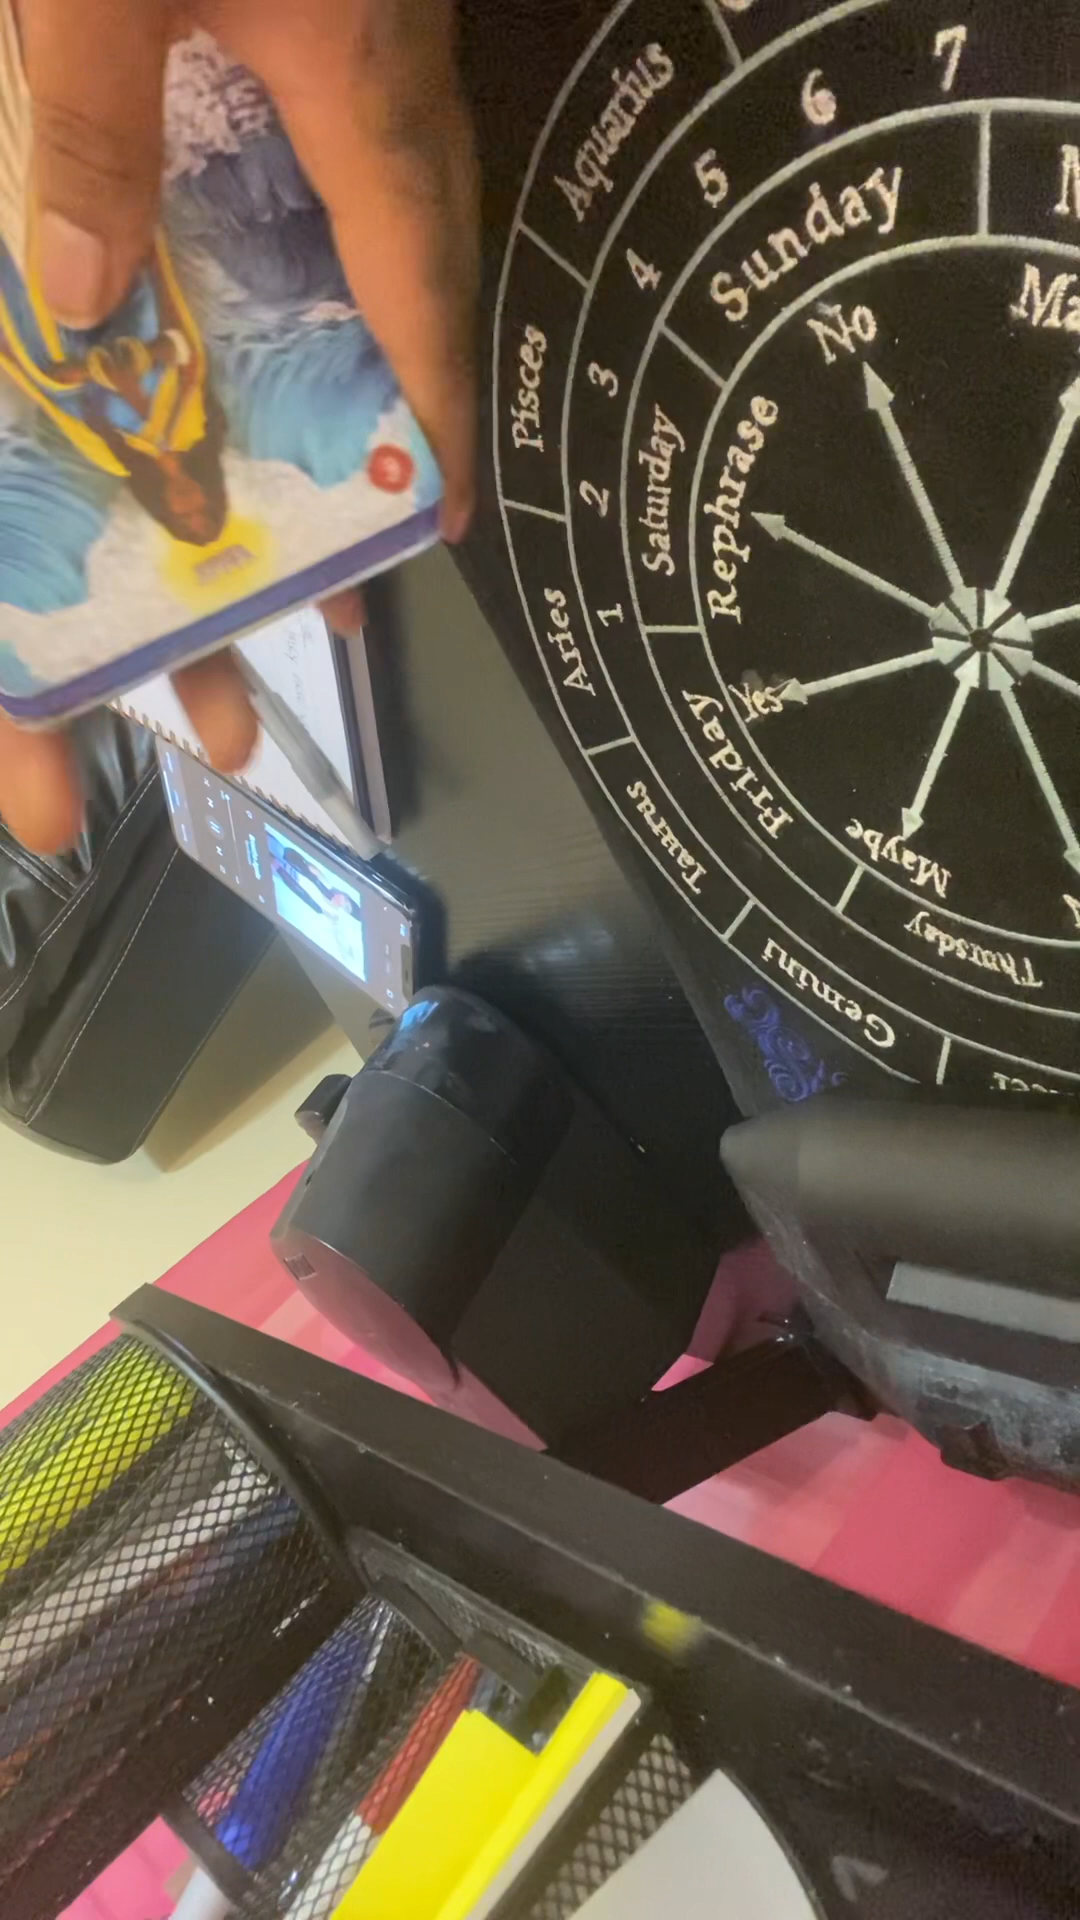 Aquarius
Pisces
Aries
Taurus
Gemini
7
6
5
4
3
2
1
Sunday
Saturday
Friday
Thursday
No
Rephrase
Yes
Maybe